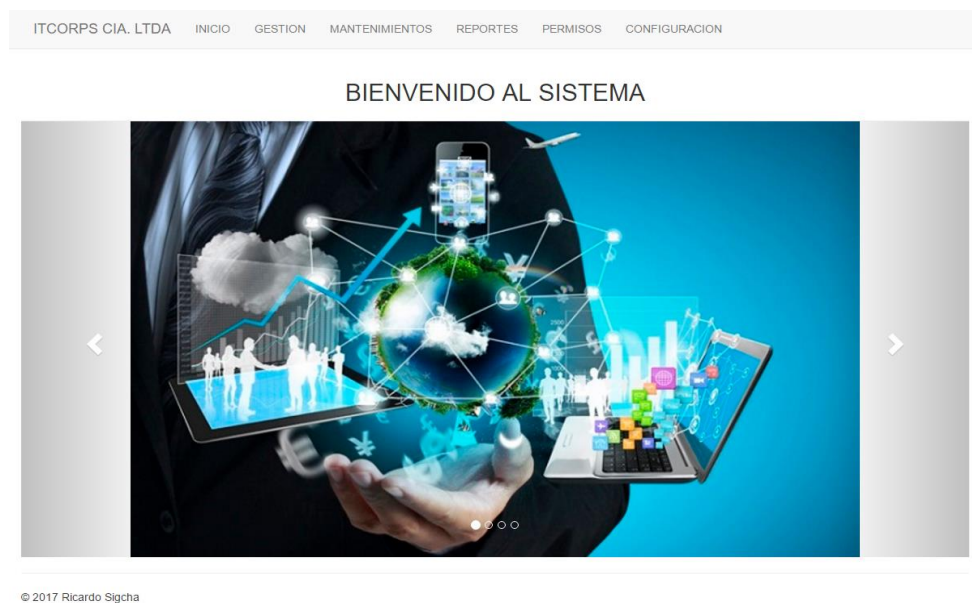 ITCORPS CIA. LTDA INICIO GESTION MANTENIMIENTOS REPORTES PERMISOS CONFIGURACION
BIENVENIDO AL SISTEMA
© 2017 Ricardo Sigcha